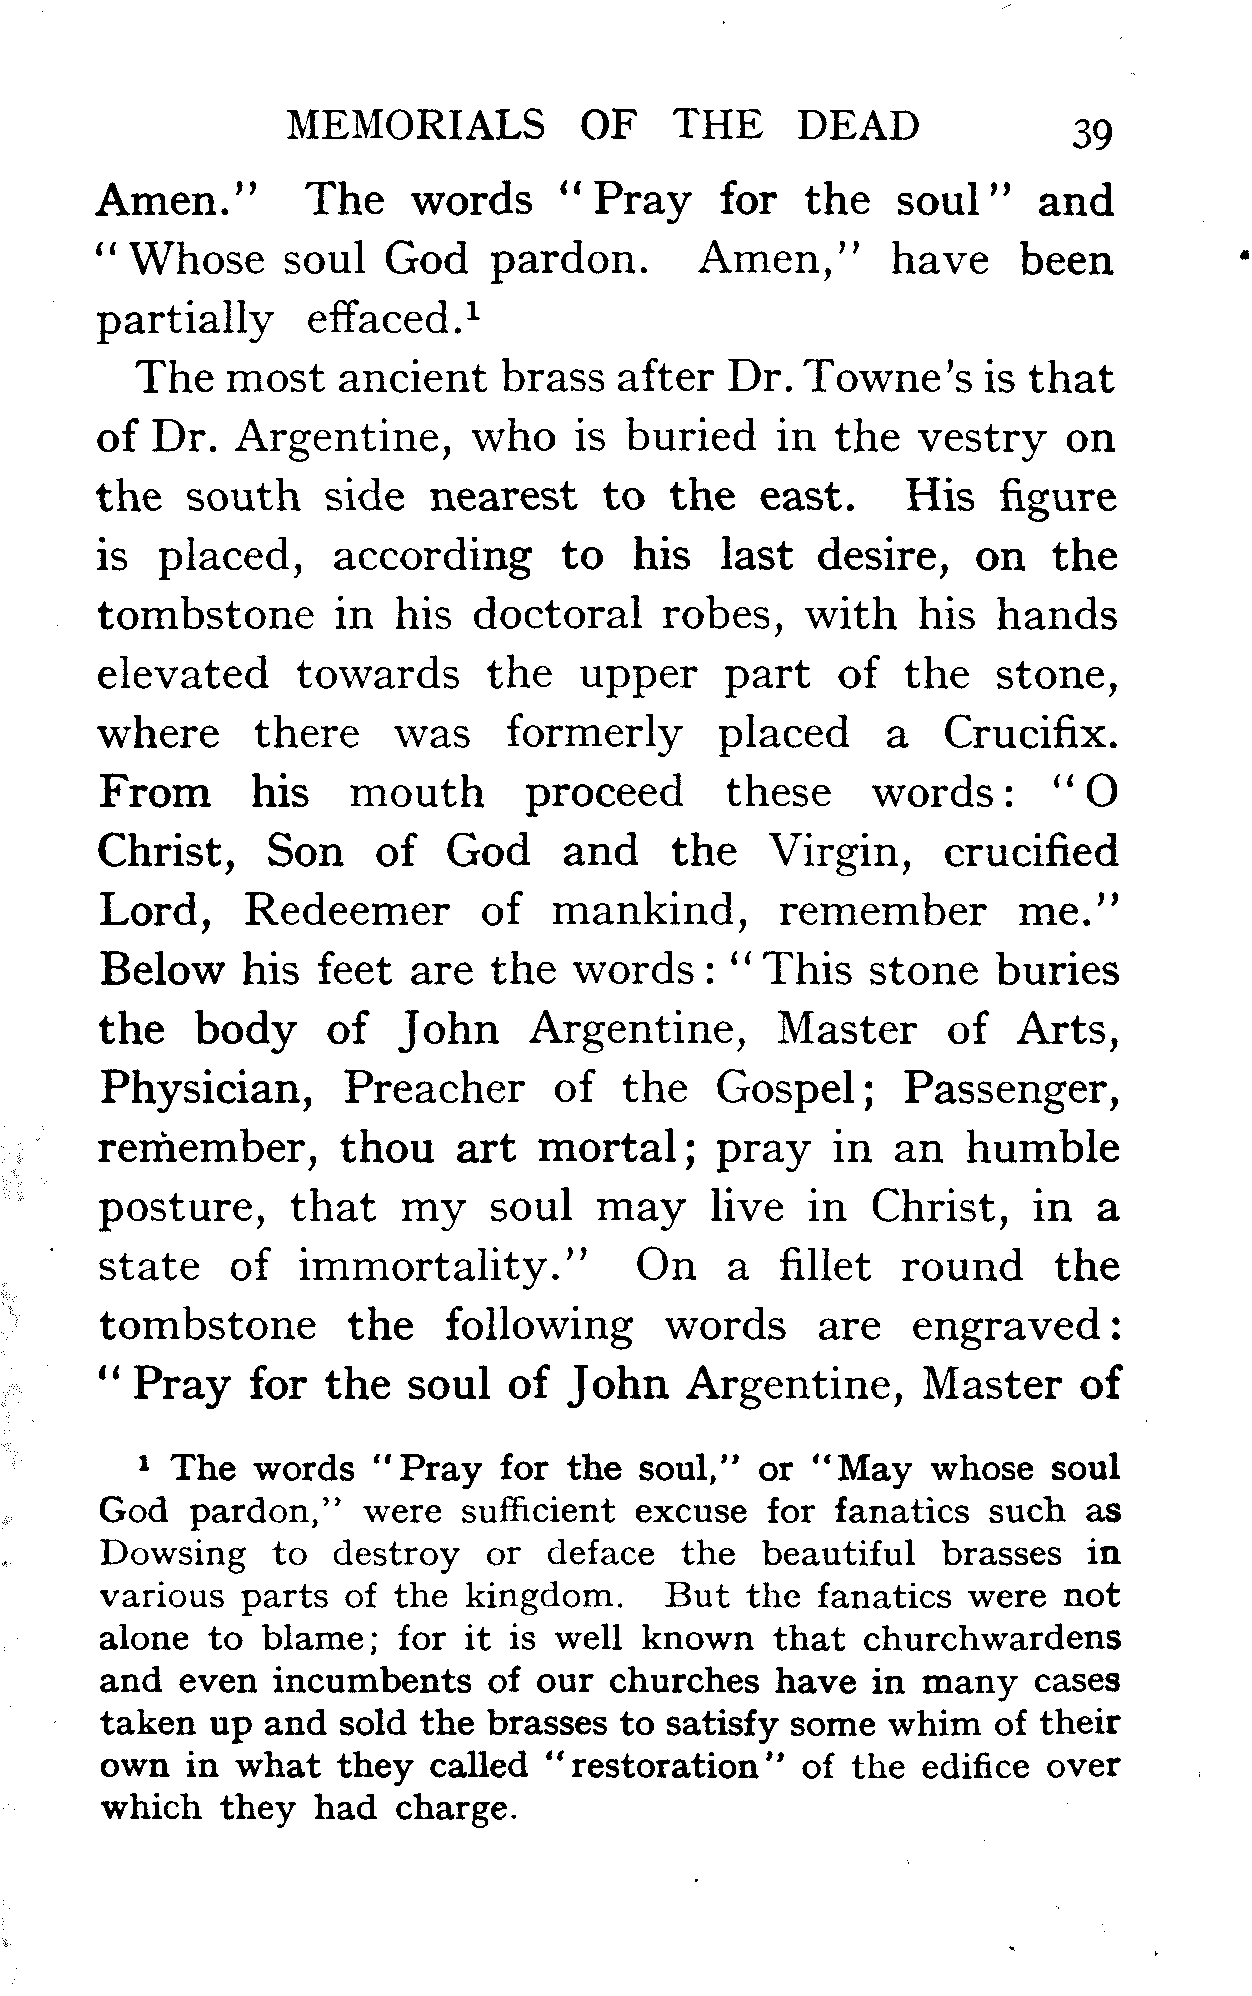 MEMORIALS OF THE DEAD 39
Amen." The words "Pray for the soul" and
"Whose soul God pardon. Amen," have been
partially effaced.¹
The most ancient brass after Dr. Towne's is that
of Dr. Argentine, who is buried in the vestry on
the south side nearest to the east. His figure
is placed, according to his last desire, on the
tombstone in his doctoral robes, with his hands
elevated towards the upper part of the stone,
where there was formerly placed a Crucifix.
From his mouth proceed these words: "O
Christ, Son of God and the Virgin, crucified
Lord, Redeemer of mankind, remember me."
Below his feet are the words: "This stone buries
the body of John Argentine, Master of Arts,
Physician, Preacher of the Gospel; Passenger,
remember, thou art mortal; pray in an humble
posture, that my soul may live in Christ, in a
state of immortality." On a fillet round the
tombstone the following words are engraved:
"Pray for the soul of John Argentine, Master of
¹ The words "Pray for the soul," or "May whose soul
God pardon," were sufficient excuse for fanatics such as
Dowsing to destroy or deface the beautiful brasses in
various parts of the kingdom. But the fanatics were not
alone to blame; for it is well known that churchwardens
and even incumbents of our churches have in many cases
taken up and sold the brasses to satisfy some whim of their
own in what they called "restoration" of the edifice over
which they had charge.